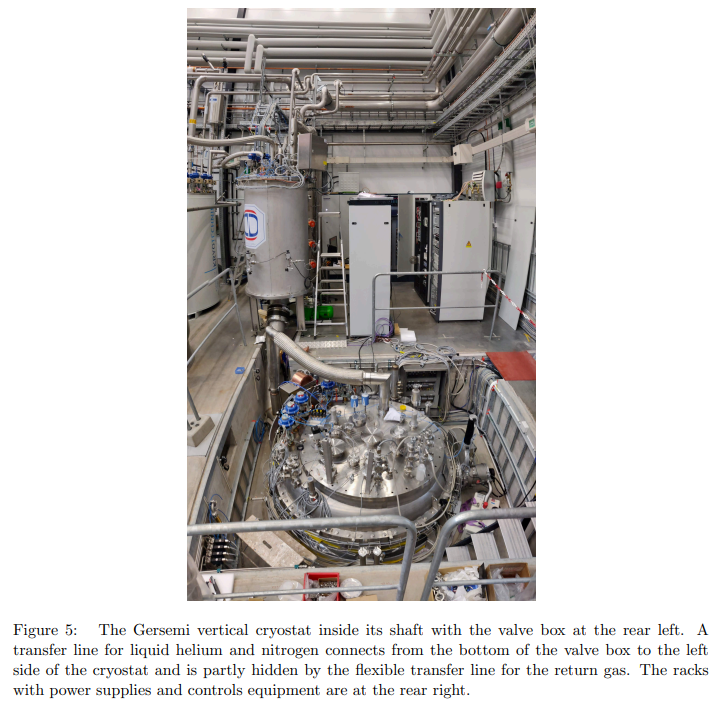 Figure 5: The Gersemi vertical cryostat inside its shaft with the valve box at the rear left. A
transfer line for liquid helium and nitrogen connects from the bottom of the valve box to the left
side of the cryostat and is partly hidden by the flexible transfer line for the return gas. The racks
with power supplies and controls equipment are at the rear right.